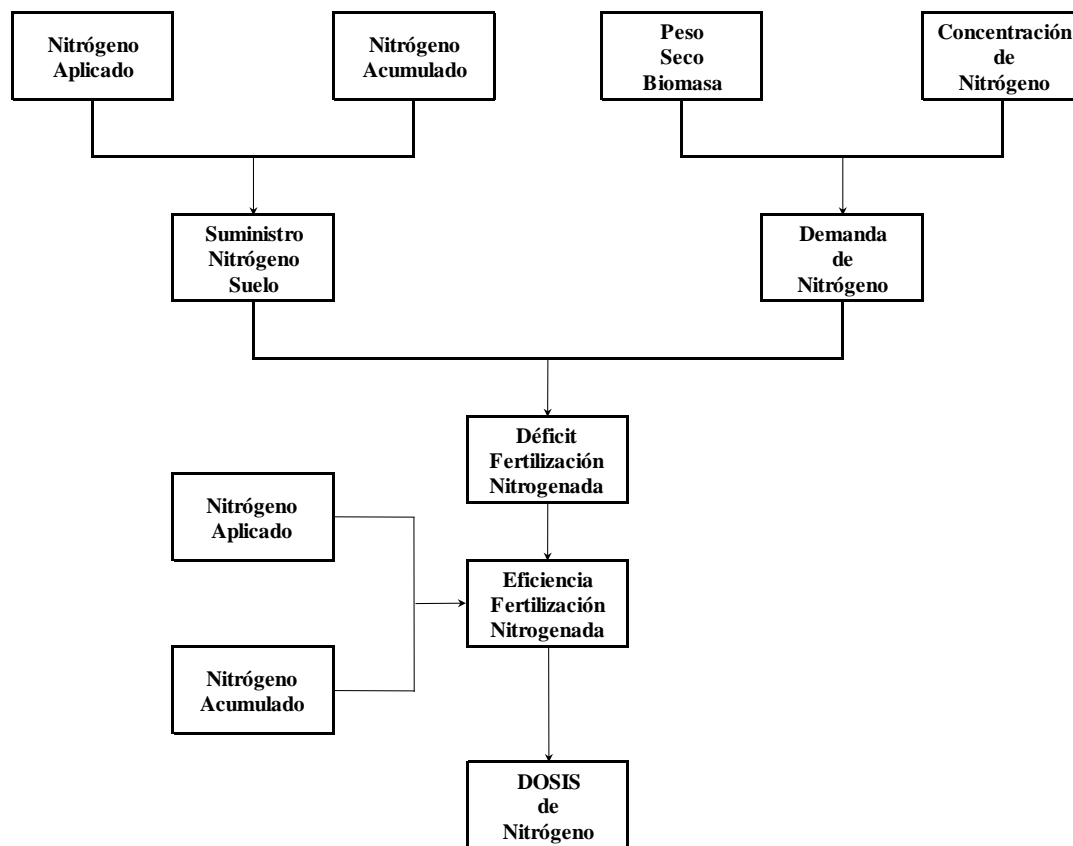 Nitrógeno
Aplicado
Nitrógeno
Acumulado
Peso
Seco
Biomasa
Concentración
de
Nitrógeno
Suministro
Nitrógeno
Suelo
Demanda
de
Nitrógeno
Déficit
Fertilización
Nitrogenada
Nitrógeno
Aplicado
Eficiencia
Fertilización
Nitrogenada
Nitrógeno
Acumulado
DOSIS
de
Nitrógeno